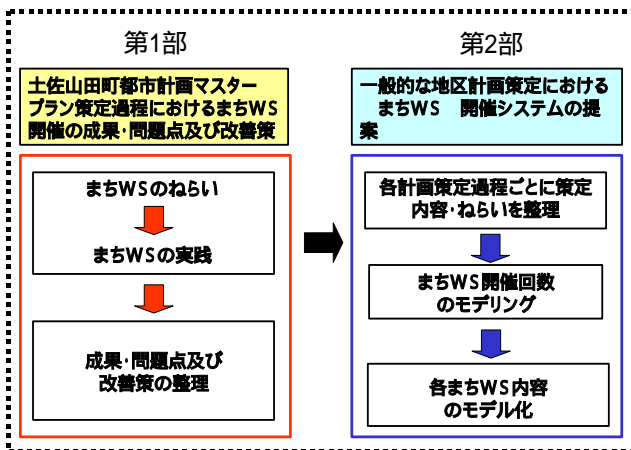 第1部
土佐山田町都市計画マスター
プラン策定過程におけるまちWS
開催の成果・問題点及び改善策
まちWSのねらい
まちWSの実践
成果・問題点及び
改善策の整理
第2部
一般的な地区計画策定における
まちWS 開催システムの提
案
各計画策定過程ごとに策定
内容・ねらいを整理
まちWS開催回数
のモデリング
各まちWS内容
のモデル化